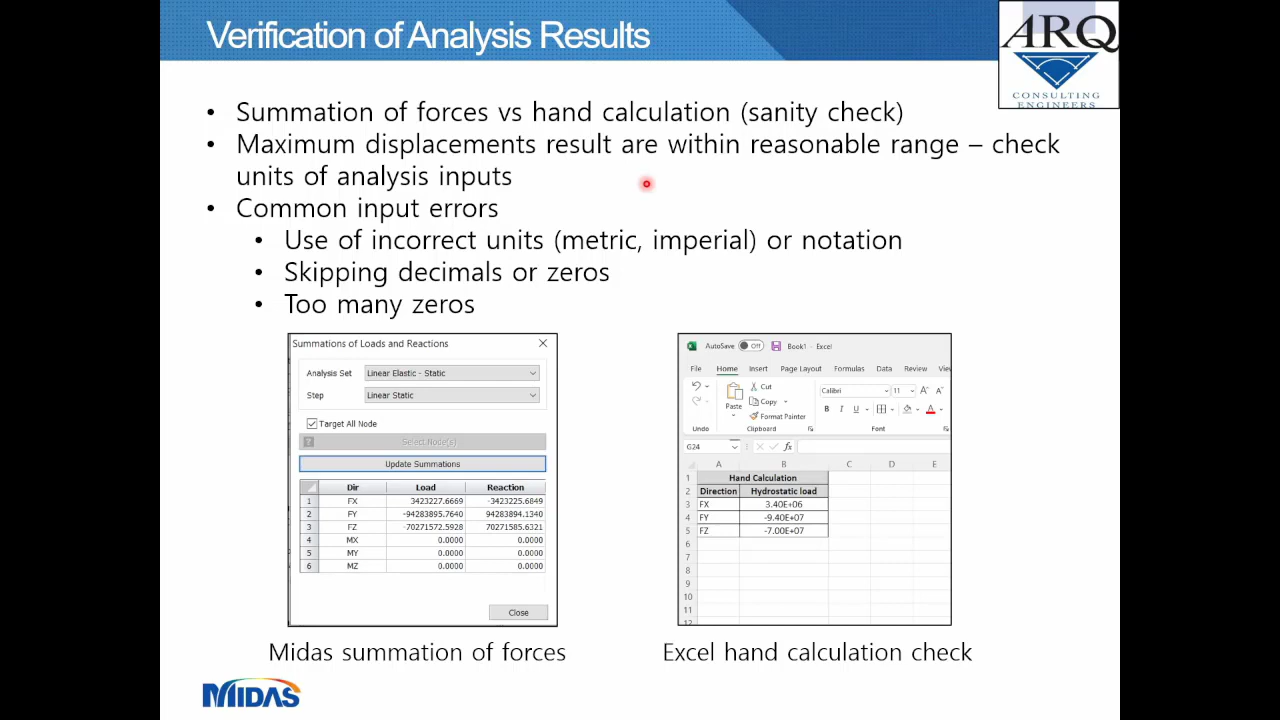 Verification of Analysis Results
ARQ
CONSULTING
ENGINEERS
• Summation of forces vs hand calculation (sanity check)
• Maximum displacements result are within reasonable range – check
units of analysis inputs
• Common input errors
• Use of incorrect units (metric, imperial) or notation
• Skipping decimals or zeros
• Too many zeros
Summations of Loads and Reactions
Analysis Set Linear Elastic - Static
Step Linear Static
Target All Node
? Select Node(s)
Update Summations
Dir Load Reaction
1 FX 3423227.6669 -3423225.6849
2 FY -94283895.7640 94283894.1340
3 FZ -70271572.5928 70271585.6321
4 MX 0.0000 0.0000
5 MY 0.0000 0.0000
6 MZ 0.0000 0.0000
Close
AutoSave Off Book1 - Excel
File Home Insert Page Layout Formulas Data Review Viev
Paste Cut Calibri 11 A A
Copy
Format Painter B I U A
Undo Clipboard Font
G24 fx
A B C D E
1 Hand Calculation
2 Direction Hydrostatic load
3 FX 3.40E+06
4 FY -9.40E+07
5 FZ -7.00E+07
6
7
8
9
10
11
12
Midas summation of forces
Excel hand calculation check
MIDAS